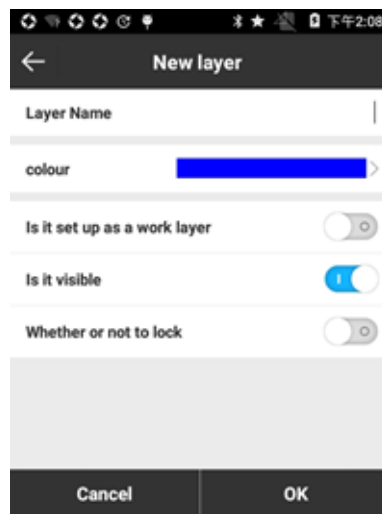 下午2:08
New layer
Layer Name
colour
Is it set up as a work layer
Is it visible
Whether or not to lock
Cancel OK